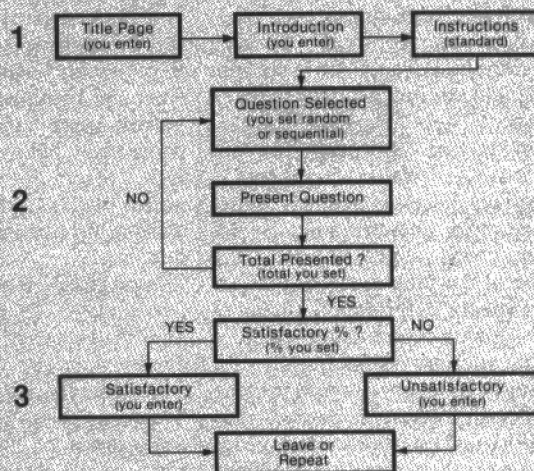 1
Title Page
(you enter)
Introduction
(you enter)
Instructions
(standard)
Question Selected
(you set random
or sequential)
NO
2
Present Question
Total Presented ?
(total you set)
YES
YES
Satisfactory % ?
(% you set)
NO
3
Satisfactory
(you enter)
Unsatisfactory
(you enter)
Leave or
Repeat